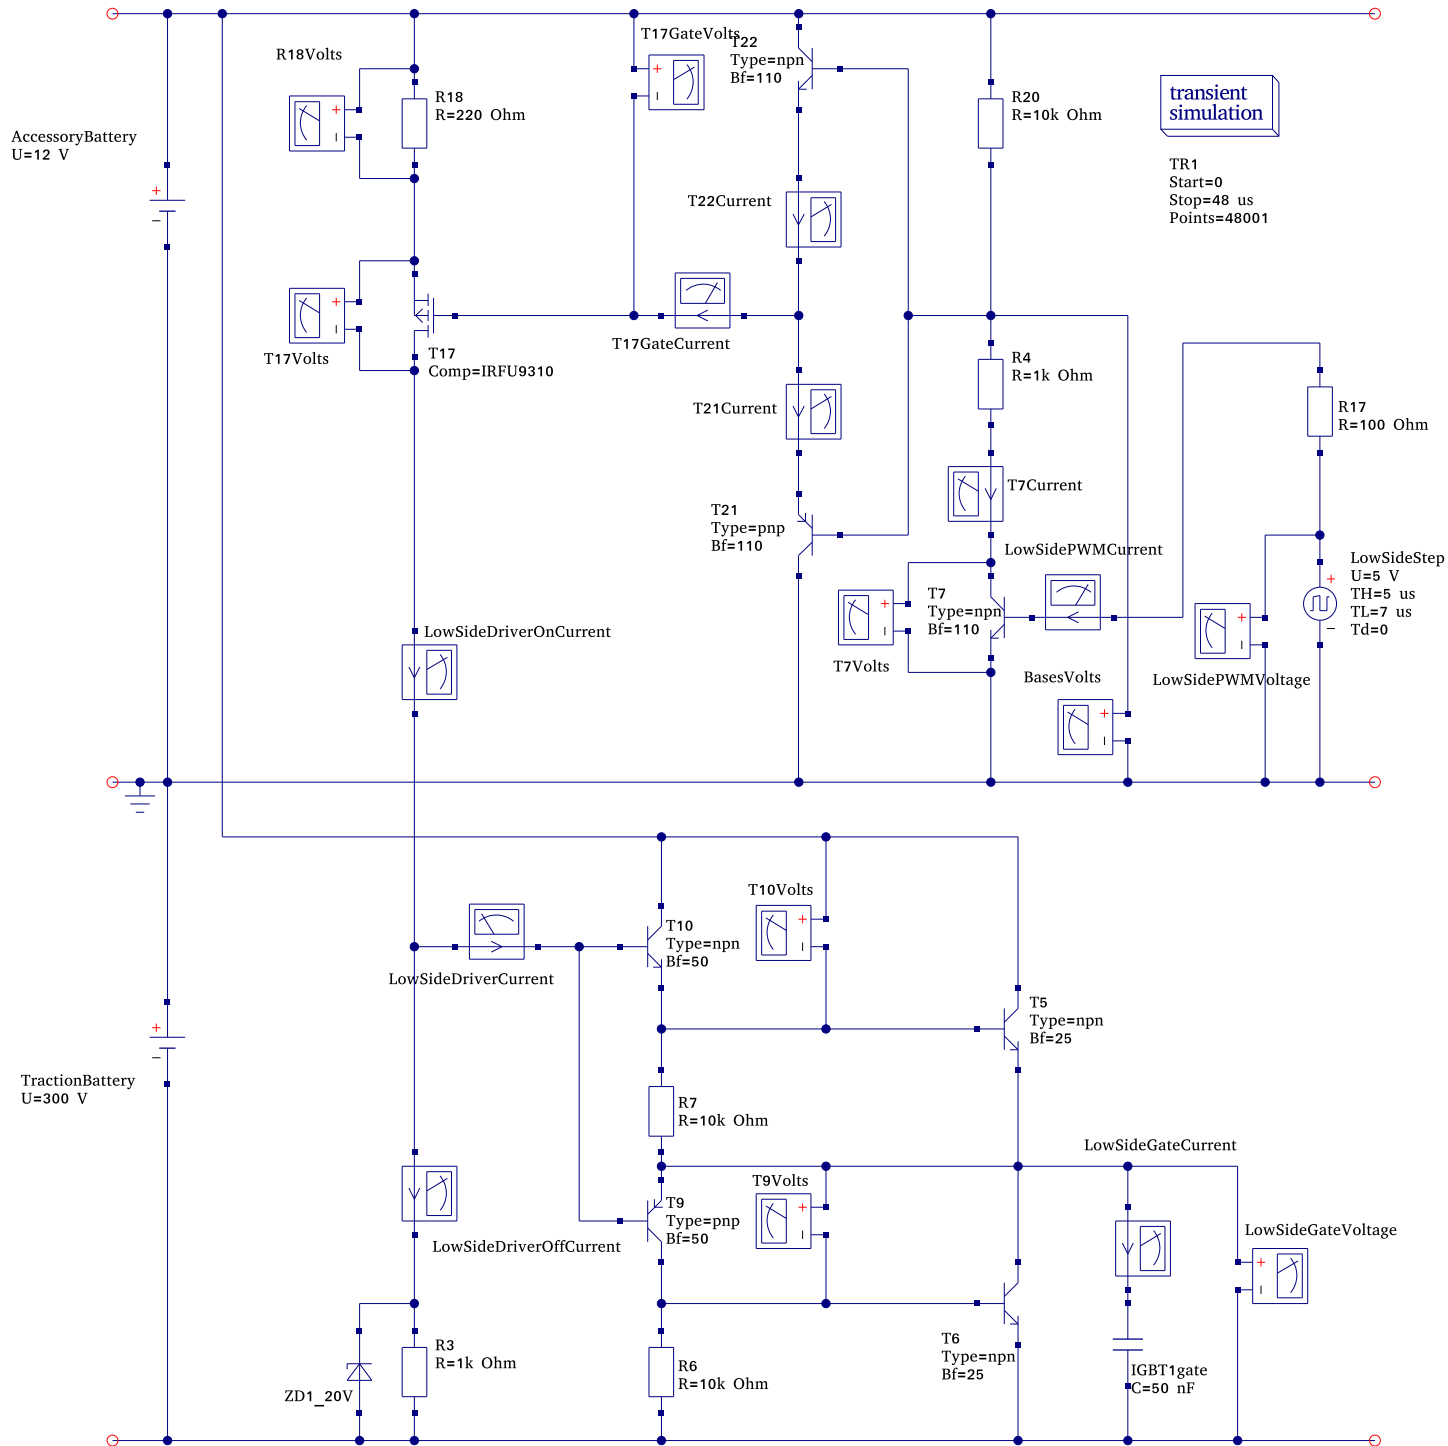 T17GateVolts
T22
Type=npn
Bf=110
R18Volts
R18
R=220 Ohm
R20
R=10k Ohm
transient
simulation
AccessoryBattery
U=12 V
TR1
Start=0
Stop=48 us
Points=48001
T22Current
T17GateCurrent
T17Volts
T17
Comp=IRFU9310
R4
R=1k Ohm
T21Current
R17
R=100 Ohm
T7Current
T21
Type=pnp
Bf=110
LowSidePWMCurrent
LowSideStep
U=5 V
TH=5 us
TL=7 us
Td=0
T7
Type=npn
Bf=110
LowSideDriverOnCurrent
T7Volts
BasesVolts
LowSidePWMVoltage
T10Volts
T10
Type=npn
Bf=50
LowSideDriverCurrent
T5
Type=npn
Bf=25
TractionBattery
U=300 V
R7
R=10k Ohm
LowSideGateCurrent
T9Volts
T9
Type=pnp
Bf=50
LowSideGateVoltage
LowSideDriverOffCurrent
R3
R=1k Ohm
T6
Type=npn
Bf=25
R6
R=10k Ohm
IGBT1gate
C=50 nF
ZD1_20V